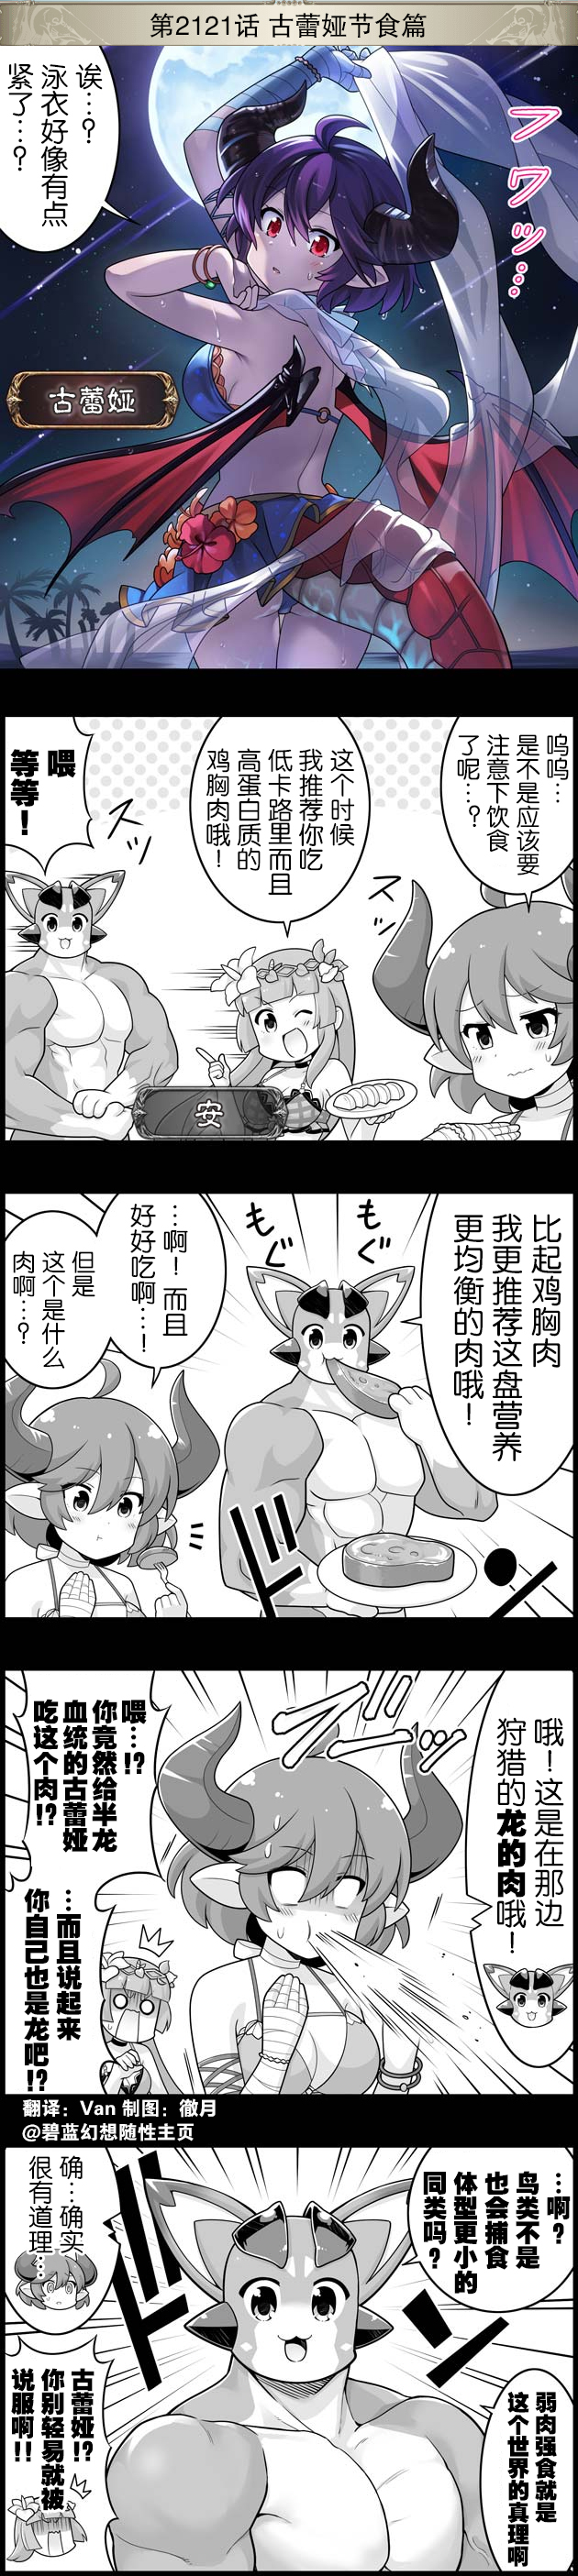 第2121话 古蕾娅节食篇
诶…?
泳衣好像有点
紧了…?
フワッ…
古蕾娅
呜呜…
是不是应该要
注意下饮食
了呢…?
スッ
这个时候
我推荐你吃
低卡路里而且
高蛋白质的
鸡胸肉哦!
スッ
喂
等等!
安
比起鸡胸肉
我更推荐这盘营养
更均衡的肉哦!
もぐ
もぐ
ドン
…啊! 而且
好好吃啊…!
但是
这个是什么
肉啊…?
哦! 这是在那边
狩猎的龙的肉哦!
ブーッ
喂…!?
你竟然给半龙
血统的古蕾娅
吃这个肉!?
…而且说起来
你自己也是龙吧!?
翻译：Van 制图：徹月
@碧蓝幻想随性主页
…啊?
鸟类不是
也会捕食
体型更小的
同类吗?
弱肉强食就是
这个世界的真理啊
ドン
确…确实
很有道理…
古蕾娅!?
你别轻易就被
说服啊!!